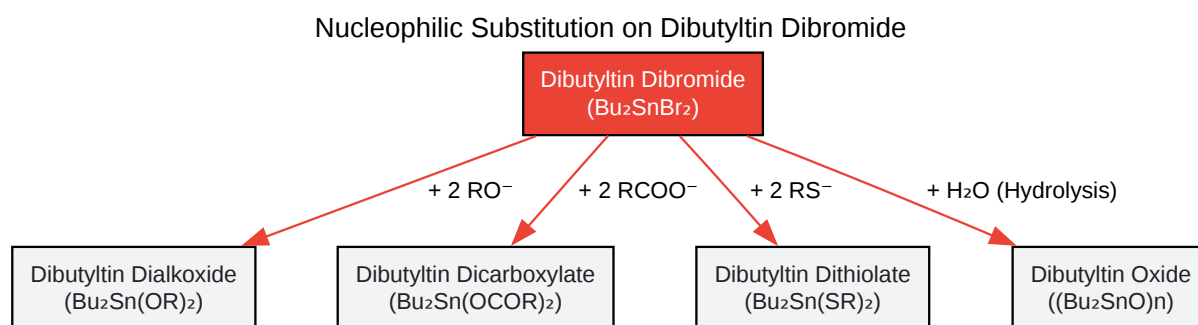 Nucleophilic Substitution on Dibutyltin Dibromide
Dibutyltin Dibromide
(Bu₂SnBr₂)
+ 2 RO⁻
+ 2 RCOO⁻
+ 2 RS⁻
+ H₂O (Hydrolysis)
Dibutyltin Dialkoxide
(Bu₂Sn(OR)₂)
Dibutyltin Dicarboxylate
(Bu₂Sn(OCOR)₂)
Dibutyltin Dithiolate
(Bu₂Sn(SR)₂)
Dibutyltin Oxide
((Bu₂SnO)n)